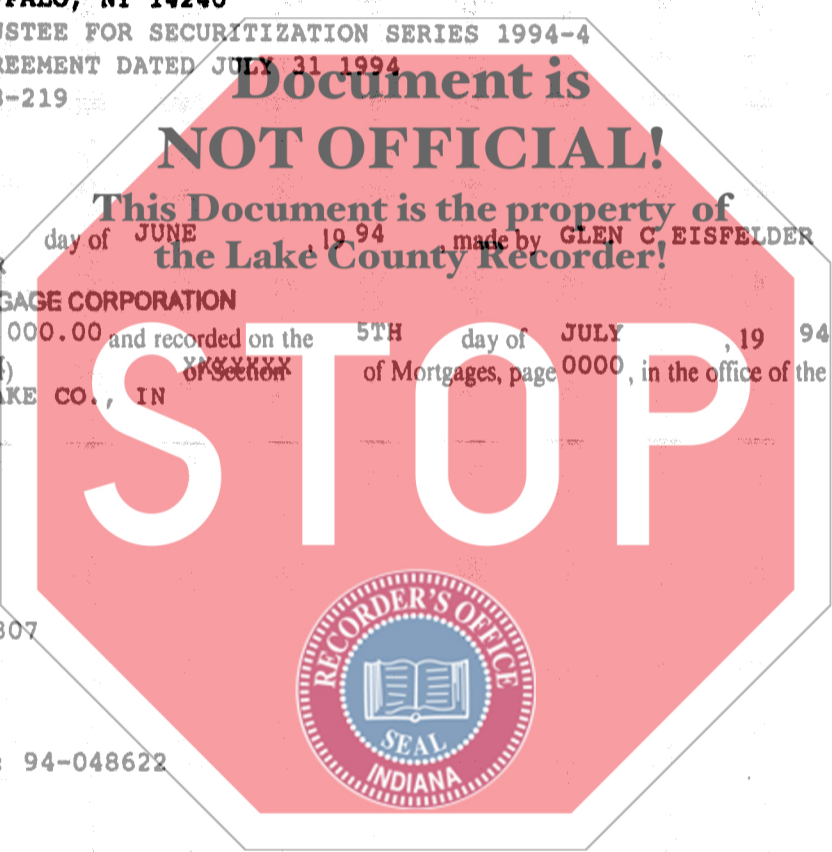 FFALO, NY 14240
USTEE FOR SECURITIZATION SERIES 1994-4
REEMENT DATED JULY 31 1994
-219
Document is
NOT OFFICIAL!
This Document is the property of
the Lake County Recorder!
day of JUNE , 19 94 , made by GLEN C EISFELDER
R
GAGE CORPORATION
000.00 and recorded on the 5TH day of JULY , 19 94
) of Section XXXXXXX of Mortgages, page 0000 , in the office of the
AKE CO., IN
STOP
307
RECORDER'S OFFICE
SEAL
INDIANA
: 94-048622